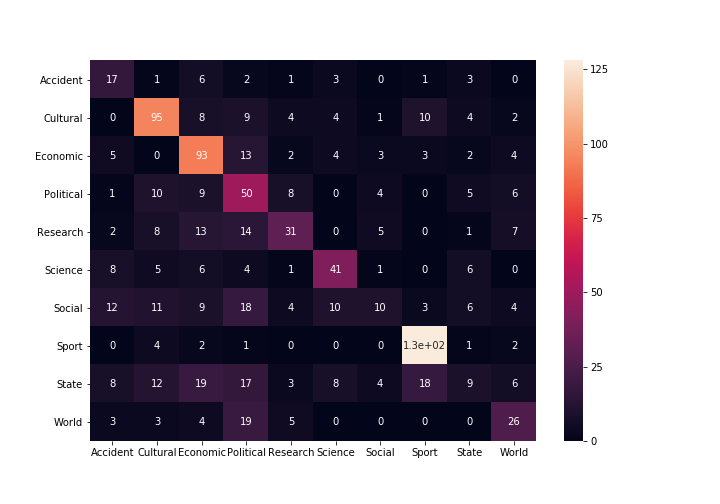 Accident 17 1 6 2 1 3 0 1 3 0
Cultural 0 95 8 9 4 4 1 10 4 2
Economic 5 0 93 13 2 4 3 3 2 4
Political 1 10 9 50 8 0 4 0 5 6
Research 2 8 13 14 31 0 5 0 1 7
Science 8 5 6 4 1 41 1 0 6 0
Social 12 11 9 18 4 10 10 3 6 4
Sport 0 4 2 1 0 0 0 1.3e+02 1 2
State 8 12 19 17 3 8 4 18 9 6
World 3 3 4 19 5 0 0 0 0 26
Accident Cultural Economic Political Research Science Social Sport State World
125
100
75
50
25
0